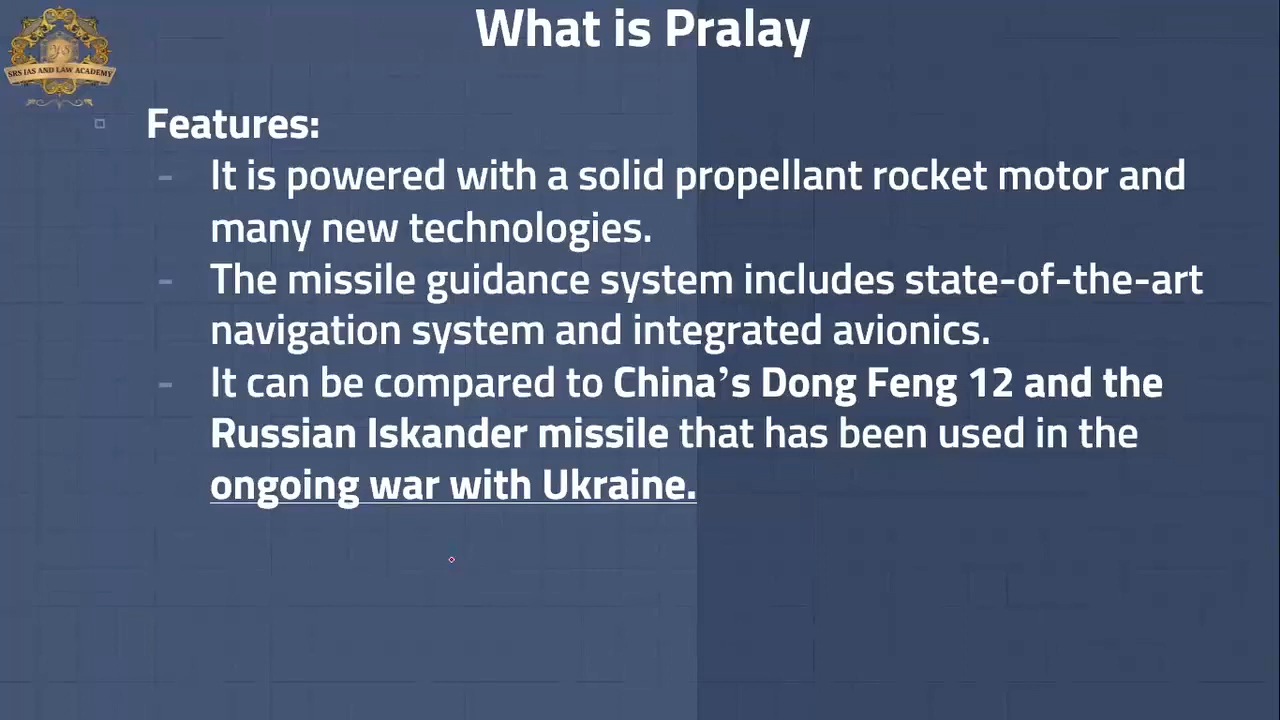 What is Pralay
SRS IAS AND LAW ACADEMY
Features:
- It is powered with a solid propellant rocket motor and
many new technologies.
- The missile guidance system includes state-of-the-art
navigation system and integrated avionics.
- It can be compared to China’s Dong Feng 12 and the
Russian Iskander missile that has been used in the
ongoing war with Ukraine.